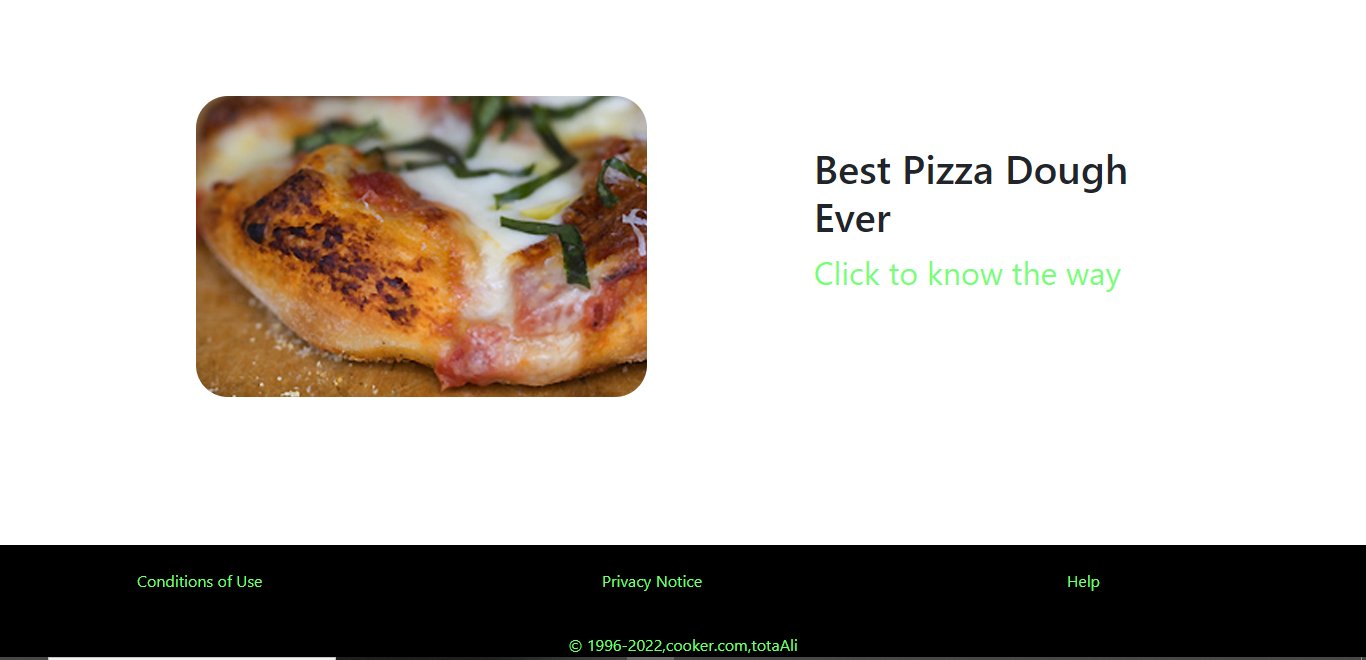 Best Pizza Dough
Ever
Click to know the way
Conditions of Use
Privacy Notice
Help
© 1996-2022,cooker.com,totaAli